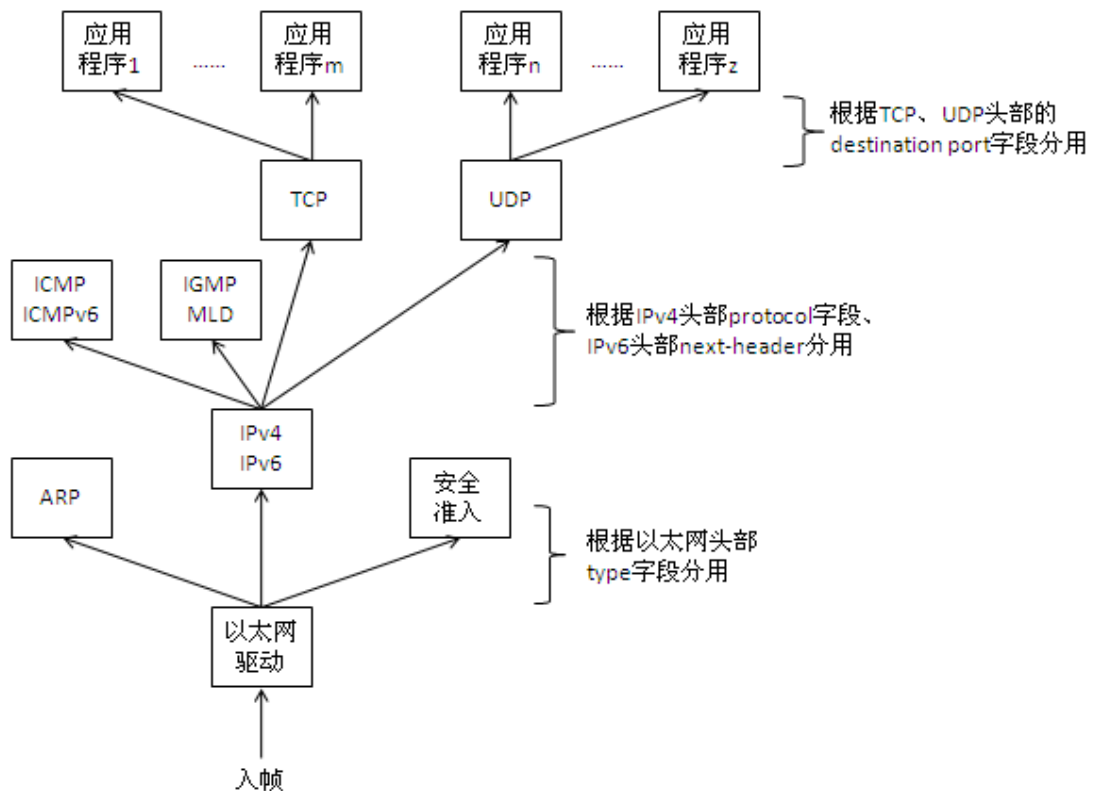 应用
程序1
......
应用
程序m
应用
程序n
......
应用
程序z
根据TCP、UDP头部的
destination port字段分用
TCP
UDP
ICMP
ICMPv6
IGMP
MLD
根据IPv4头部protocol字段、
IPv6头部next-header分用
IPv4
IPv6
ARP
安全
准入
根据以太网头部
type字段分用
以太网
驱动
入帧